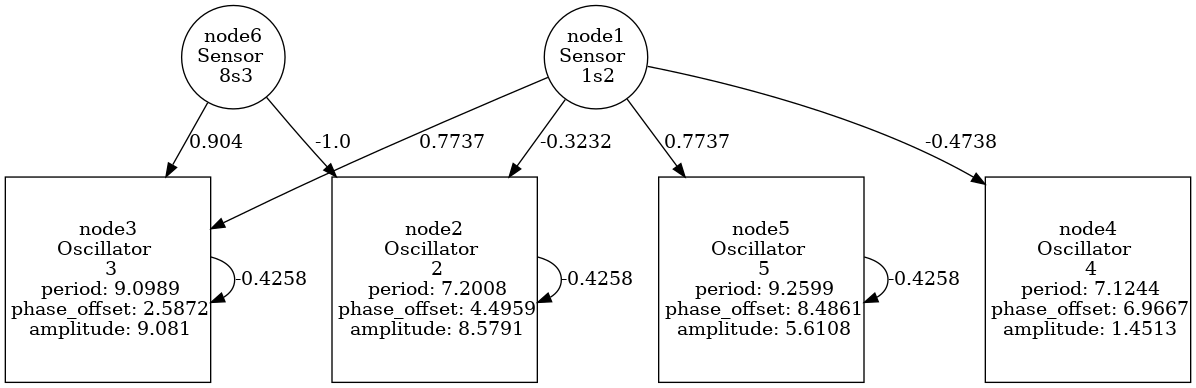 node6
Sensor
8s3
node1
Sensor
1s2
0.904
-1.0
0.7737
-0.3232
0.7737
-0.4738
node3
Oscillator
3
period: 9.0989
phase_offset: 2.5872
amplitude: 9.081
-0.4258
node2
Oscillator
2
period: 7.2008
phase_offset: 4.4959
amplitude: 8.5791
-0.4258
node5
Oscillator
5
period: 9.2599
phase_offset: 8.4861
amplitude: 5.6108
-0.4258
node4
Oscillator
4
period: 7.1244
phase_offset: 6.9667
amplitude: 1.4513